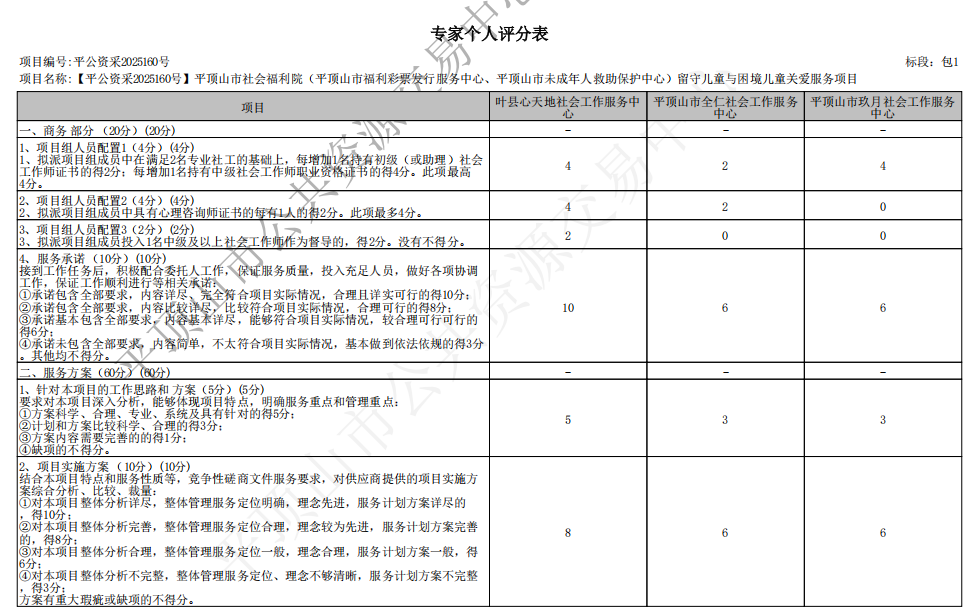 专家个人评分表
项目编号:平公资采2025160号
标段：包1
项目名称:【平公资采2025160号】平顶山市社会福利院（平顶山市福利彩票发行服务中心、平顶山市未成年人救助保护中心）留守儿童与困境儿童关爱服务项目
项目
叶县心天地社会工作服务中
心
平顶山市全仁社会工作服务
中心
平顶山市玖月社会工作服务
中心
一、商务 部分 （20分）(20分)
–
–
–
1、项目组人员配置1（4分）(4分)
1、拟派项目组成员中在满足2名专业社工的基础上，每增加1名持有初级（或助理）社会
工作师证书的得2分；每增加1名持有中级社会工作师职业资格证书的得4分。此项最高
4分。
4
2
4
2、项目组人员配置2（4分）(4分)
2、拟派项目组成员中具有心理咨询师证书的每有1人的得2分。此项最多4分。
4
2
0
3、项目组人员配置3（2分）(2分)
3、拟派项目组成员投入1名中级及以上社会工作师作为督导的，得2分。没有不得分。
2
0
0
4、服务承诺（10分）(10分)
接到工作任务后，积极配合委托人工作，保证服务质量，投入充足人员，做好各项协调
工作，保证工作顺利进行等相关承诺：
①承诺包含全部要求，内容详尽、完全符合项目实际情况，合理且详实可行的得10分；
②承诺包含全部要求，内容比较详尽，比较符合项目实际情况，合理可行的得8分；
③承诺基本包含全部要求，内容基本详尽，能够符合项目实际情况，较合理可行可行的
得6分；
④承诺未包含全部要求，内容简单，不太符合项目实际情况，基本做到依法依规的得3分
。其他均不得分。
10
6
6
二、服务方案（60分）(60分)
–
–
–
1、针对本项目的工作思路和 方案（5分）(5分)
要求对本项目深入分析，能够体现项目特点，明确服务重点和管理重点：
①方案科学、合理、专业、系统及具有针对的得5分；
②计划和方案比较科学、合理的得3分；
③方案内容需要完善的的得1分；
④缺项的不得分。
5
3
3
2、项目实施方案 （10分）(10分)
结合本项目特点和服务性质等，竞争性磋商文件服务要求，对供应商提供的项目实施方
案综合分析、比较、裁量：
①对本项目整体分析详尽，整体管理服务定位明确，理念先进，服务计划方案详尽的
，得10分；
②对本项目整体分析完善，整体管理服务定位合理，理念较为先进，服务计划方案完善
的，得8分；
③对本项目整体分析合理，整体管理服务定位一般，理念合理，服务计划方案一般，得
6分；
④对本项目整体分析不完整，整体管理服务定位、理念不够清晰，服务计划方案不完整
，得3分；
方案有重大瑕疵或缺项的不得分。
8
6
6
平顶山市公共资源交易中心
平顶山市公共资源交易中心